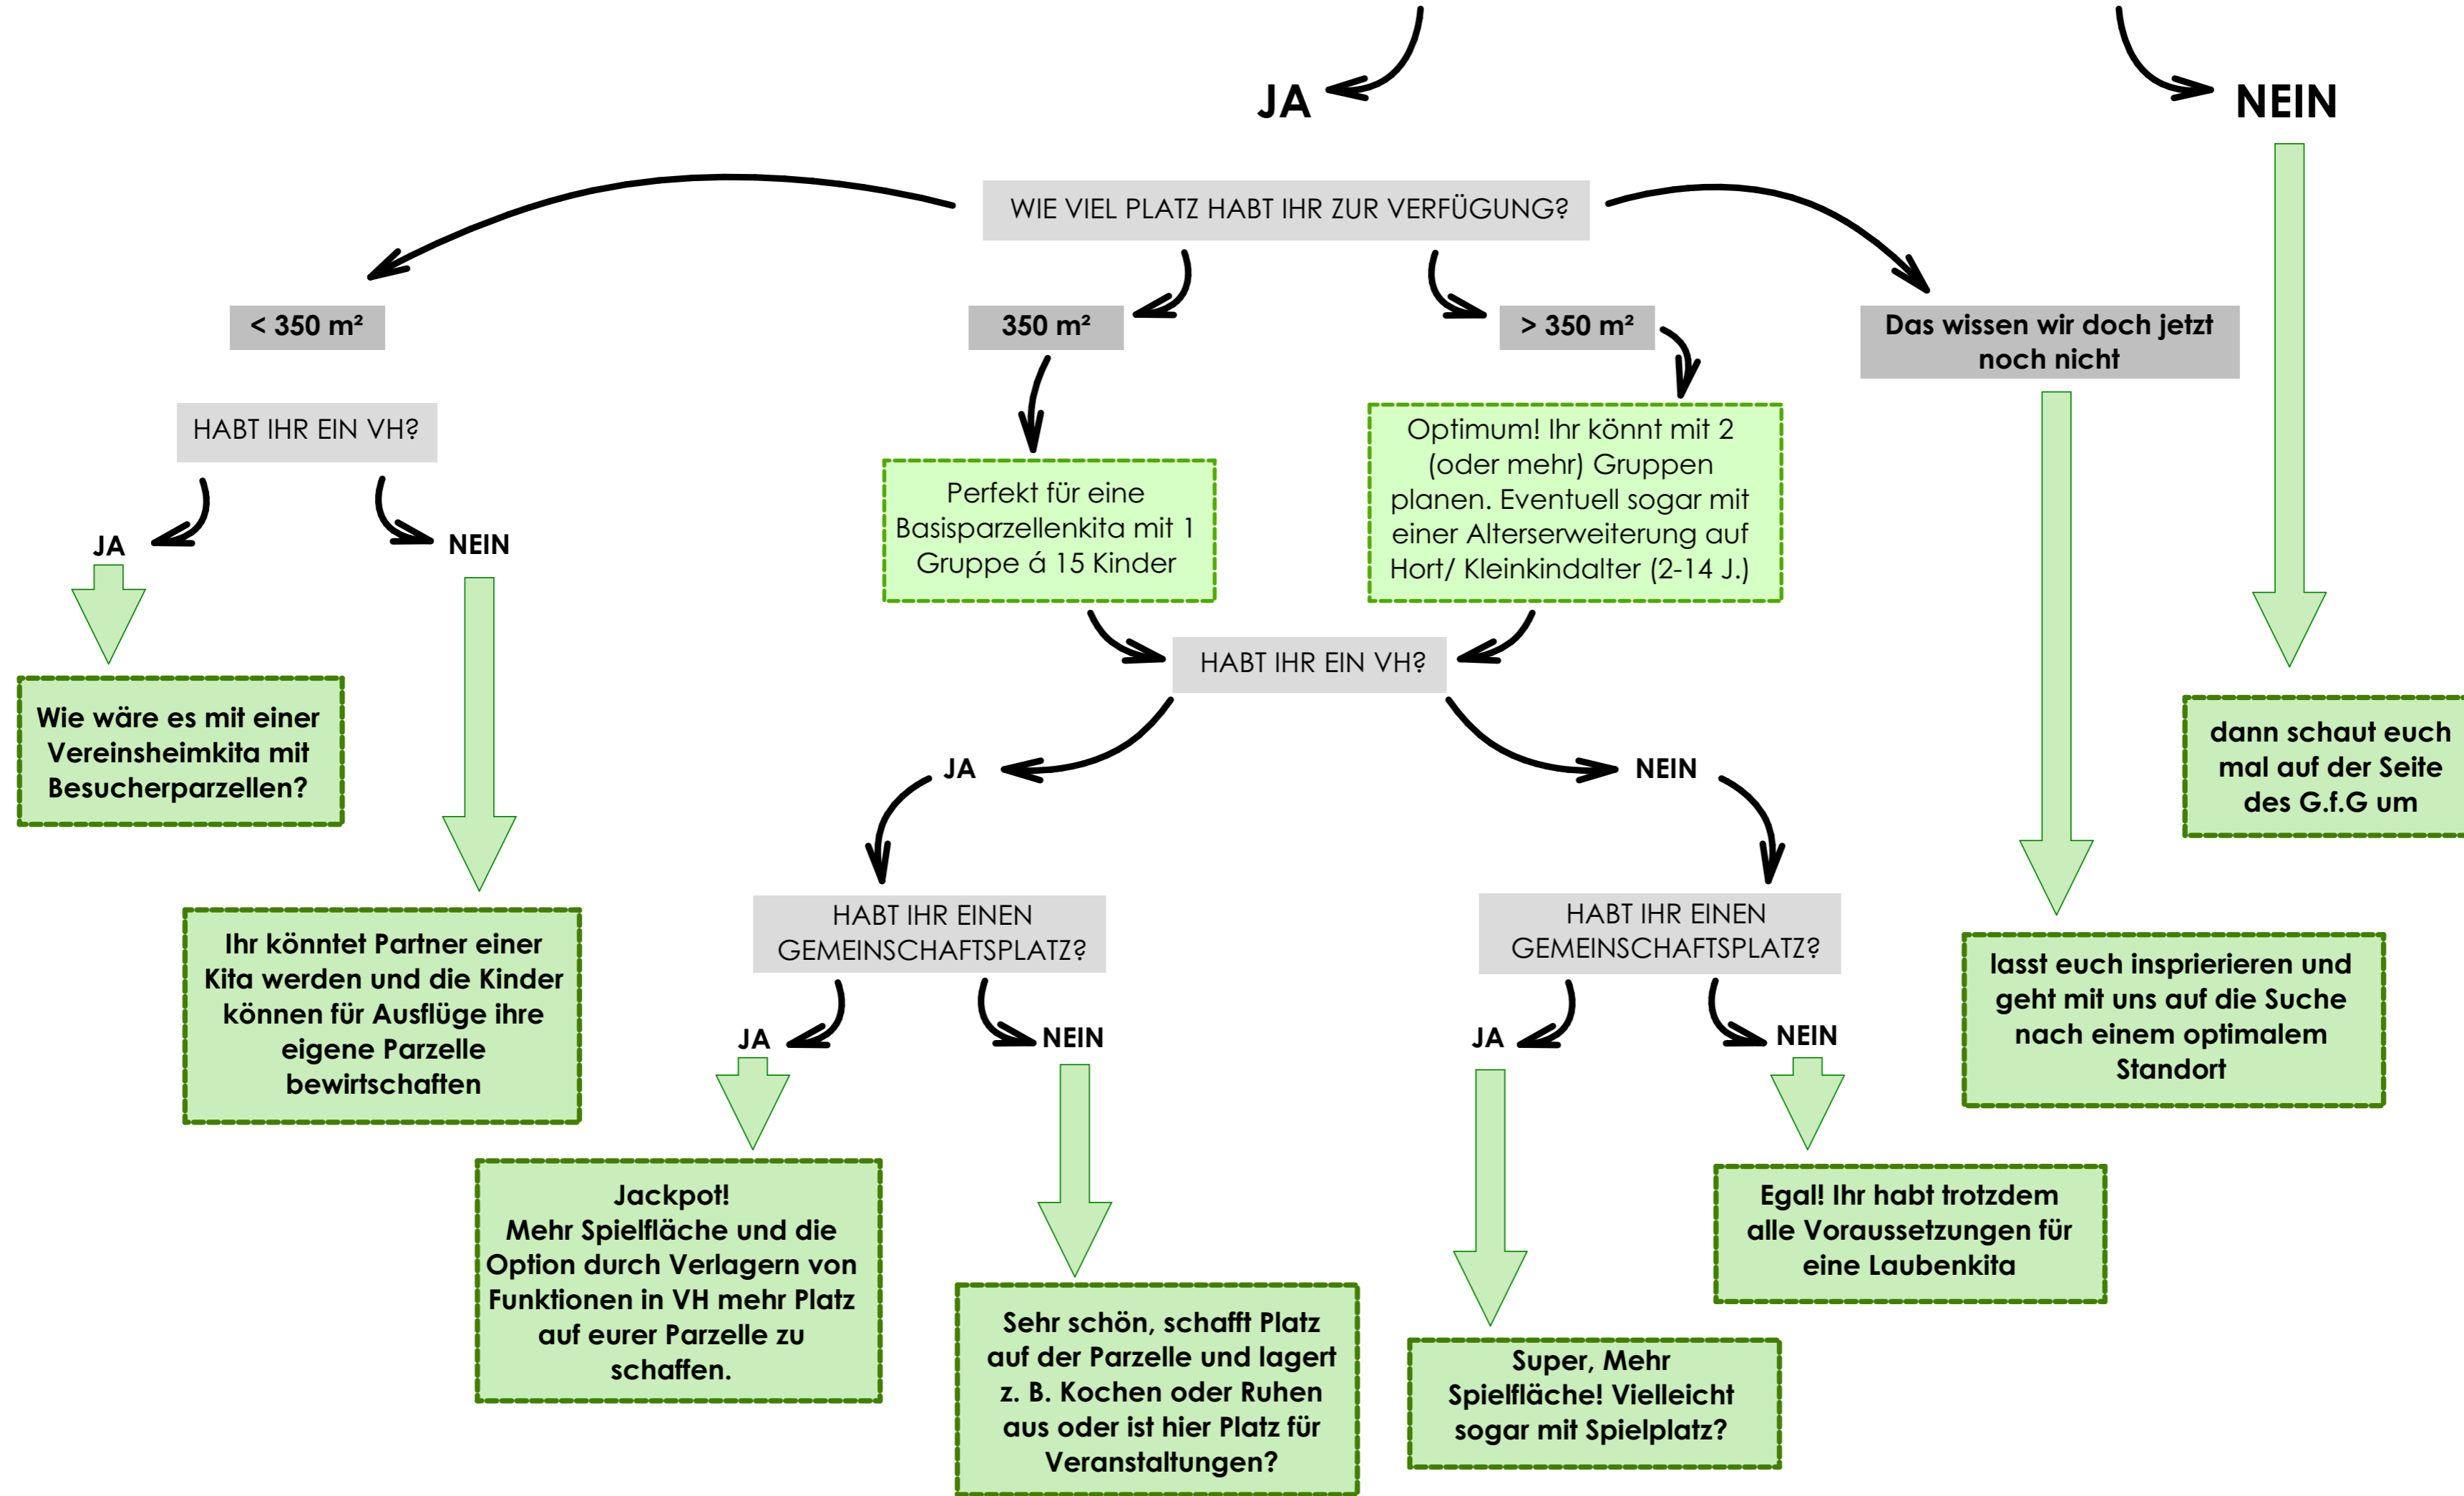 JA
NEIN
WIE VIEL PLATZ HABT IHR ZUR VERFÜGUNG?
< 350 m²
350 m²
> 350 m²
Das wissen wir doch jetzt
noch nicht
HABT IHR EIN VH?
JA
NEIN
Perfekt für eine
Basisparzellenkita mit 1
Gruppe á 15 Kinder
Optimum! Ihr könnt mit 2
(oder mehr) Gruppen
planen. Eventuell sogar mit
einer Alterserweiterung auf
Hort/ Kleinkindalter (2-14 J.)
HABT IHR EIN VH?
Wie wäre es mit einer
Vereinsheimkita mit
Besucherparzellen?
dann schaut euch
mal auf der Seite
des G.f.G um
JA
NEIN
Ihr könntet Partner einer
Kita werden und die Kinder
können für Ausflüge ihre
eigene Parzelle
bewirtschaften
HABT IHR EINEN
GEMEINSCHAFTSPLATZ?
HABT IHR EINEN
GEMEINSCHAFTSPLATZ?
lasst euch insprierieren und
geht mit uns auf die Suche
nach einem optimalem
Standort
JA
NEIN
JA
NEIN
Jackpot!
Mehr Spielfläche und die
Option durch Verlagern von
Funktionen in VH mehr Platz
auf eurer Parzelle zu
schaffen.
Sehr schön, schafft Platz
auf der Parzelle und lagert
z. B. Kochen oder Ruhen
aus oder ist hier Platz für
Veranstaltungen?
Super, Mehr
Spielfläche! Vielleicht
sogar mit Spielplatz?
Egal! Ihr habt trotzdem
alle Voraussetzungen für
eine Laubenkita